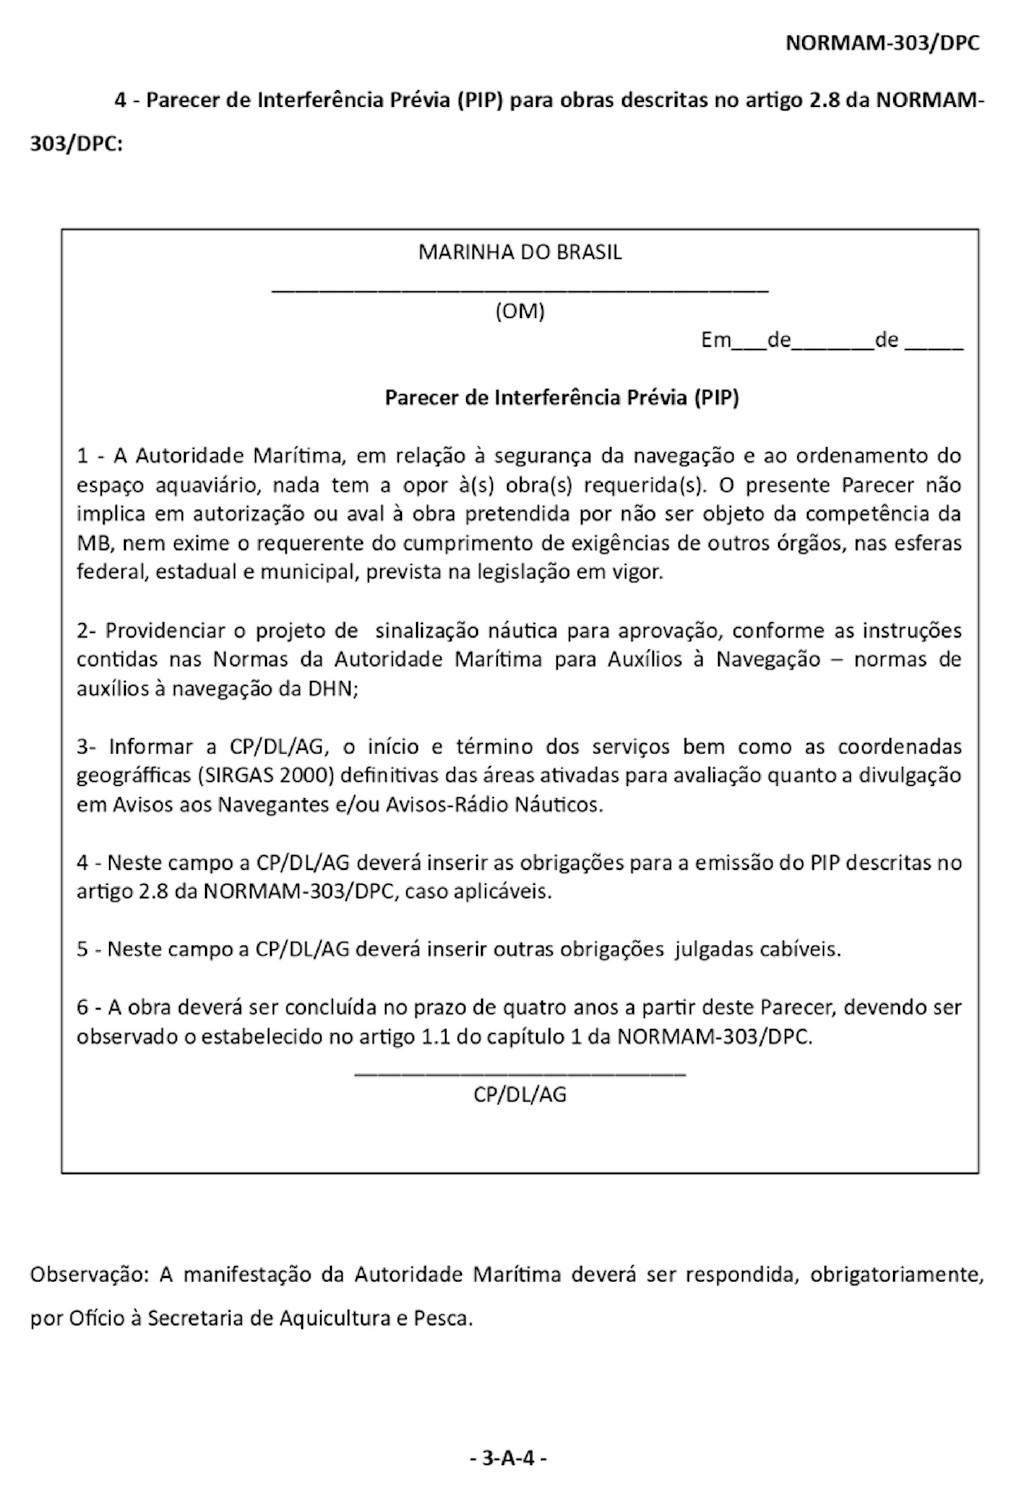 NORMAM-303/DPC
4 - Parecer de Interferência Prévia (PIP) para obras descritas no artigo 2.8 da NORMAM-
303/DPC:
MARINHA DO BRASIL
(OM)
Em___de_______de _____
Parecer de Interferência Prévia (PIP)
1 - A Autoridade Marítima, em relação à segurança da navegação e ao ordenamento do
espaço aquaviário, nada tem a opor à(s) obra(s) requerida(s). O presente Parecer não
implica em autorização ou aval à obra pretendida por não ser objeto da competência da
MB, nem exime o requerente do cumprimento de exigências de outros órgãos, nas esferas
federal, estadual e municipal, prevista na legislação em vigor.
2- Providenciar o projeto de sinalização náutica para aprovação, conforme as instruções
contidas nas Normas da Autoridade Marítima para Auxílios à Navegação – normas de
auxílios à navegação da DHN;
3- Informar a CP/DL/AG, o início e término dos serviços bem como as coordenadas
geográfficas (SIRGAS 2000) definitivas das áreas ativadas para avaliação quanto a divulgação
em Avisos aos Navegantes e/ou Avisos-Rádio Náuticos.
4 - Neste campo a CP/DL/AG deverá inserir as obrigações para a emissão do PIP descritas no
artigo 2.8 da NORMAM-303/DPC, caso aplicáveis.
5 - Neste campo a CP/DL/AG deverá inserir outras obrigações julgadas cabíveis.
6 - A obra deverá ser concluída no prazo de quatro anos a partir deste Parecer, devendo ser
observado o estabelecido no artigo 1.1 do capítulo 1 da NORMAM-303/DPC.
CP/DL/AG
Observação: A manifestação da Autoridade Marítima deverá ser respondida, obrigatoriamente,
por Ofício à Secretaria de Aquicultura e Pesca.
- 3-A-4 -